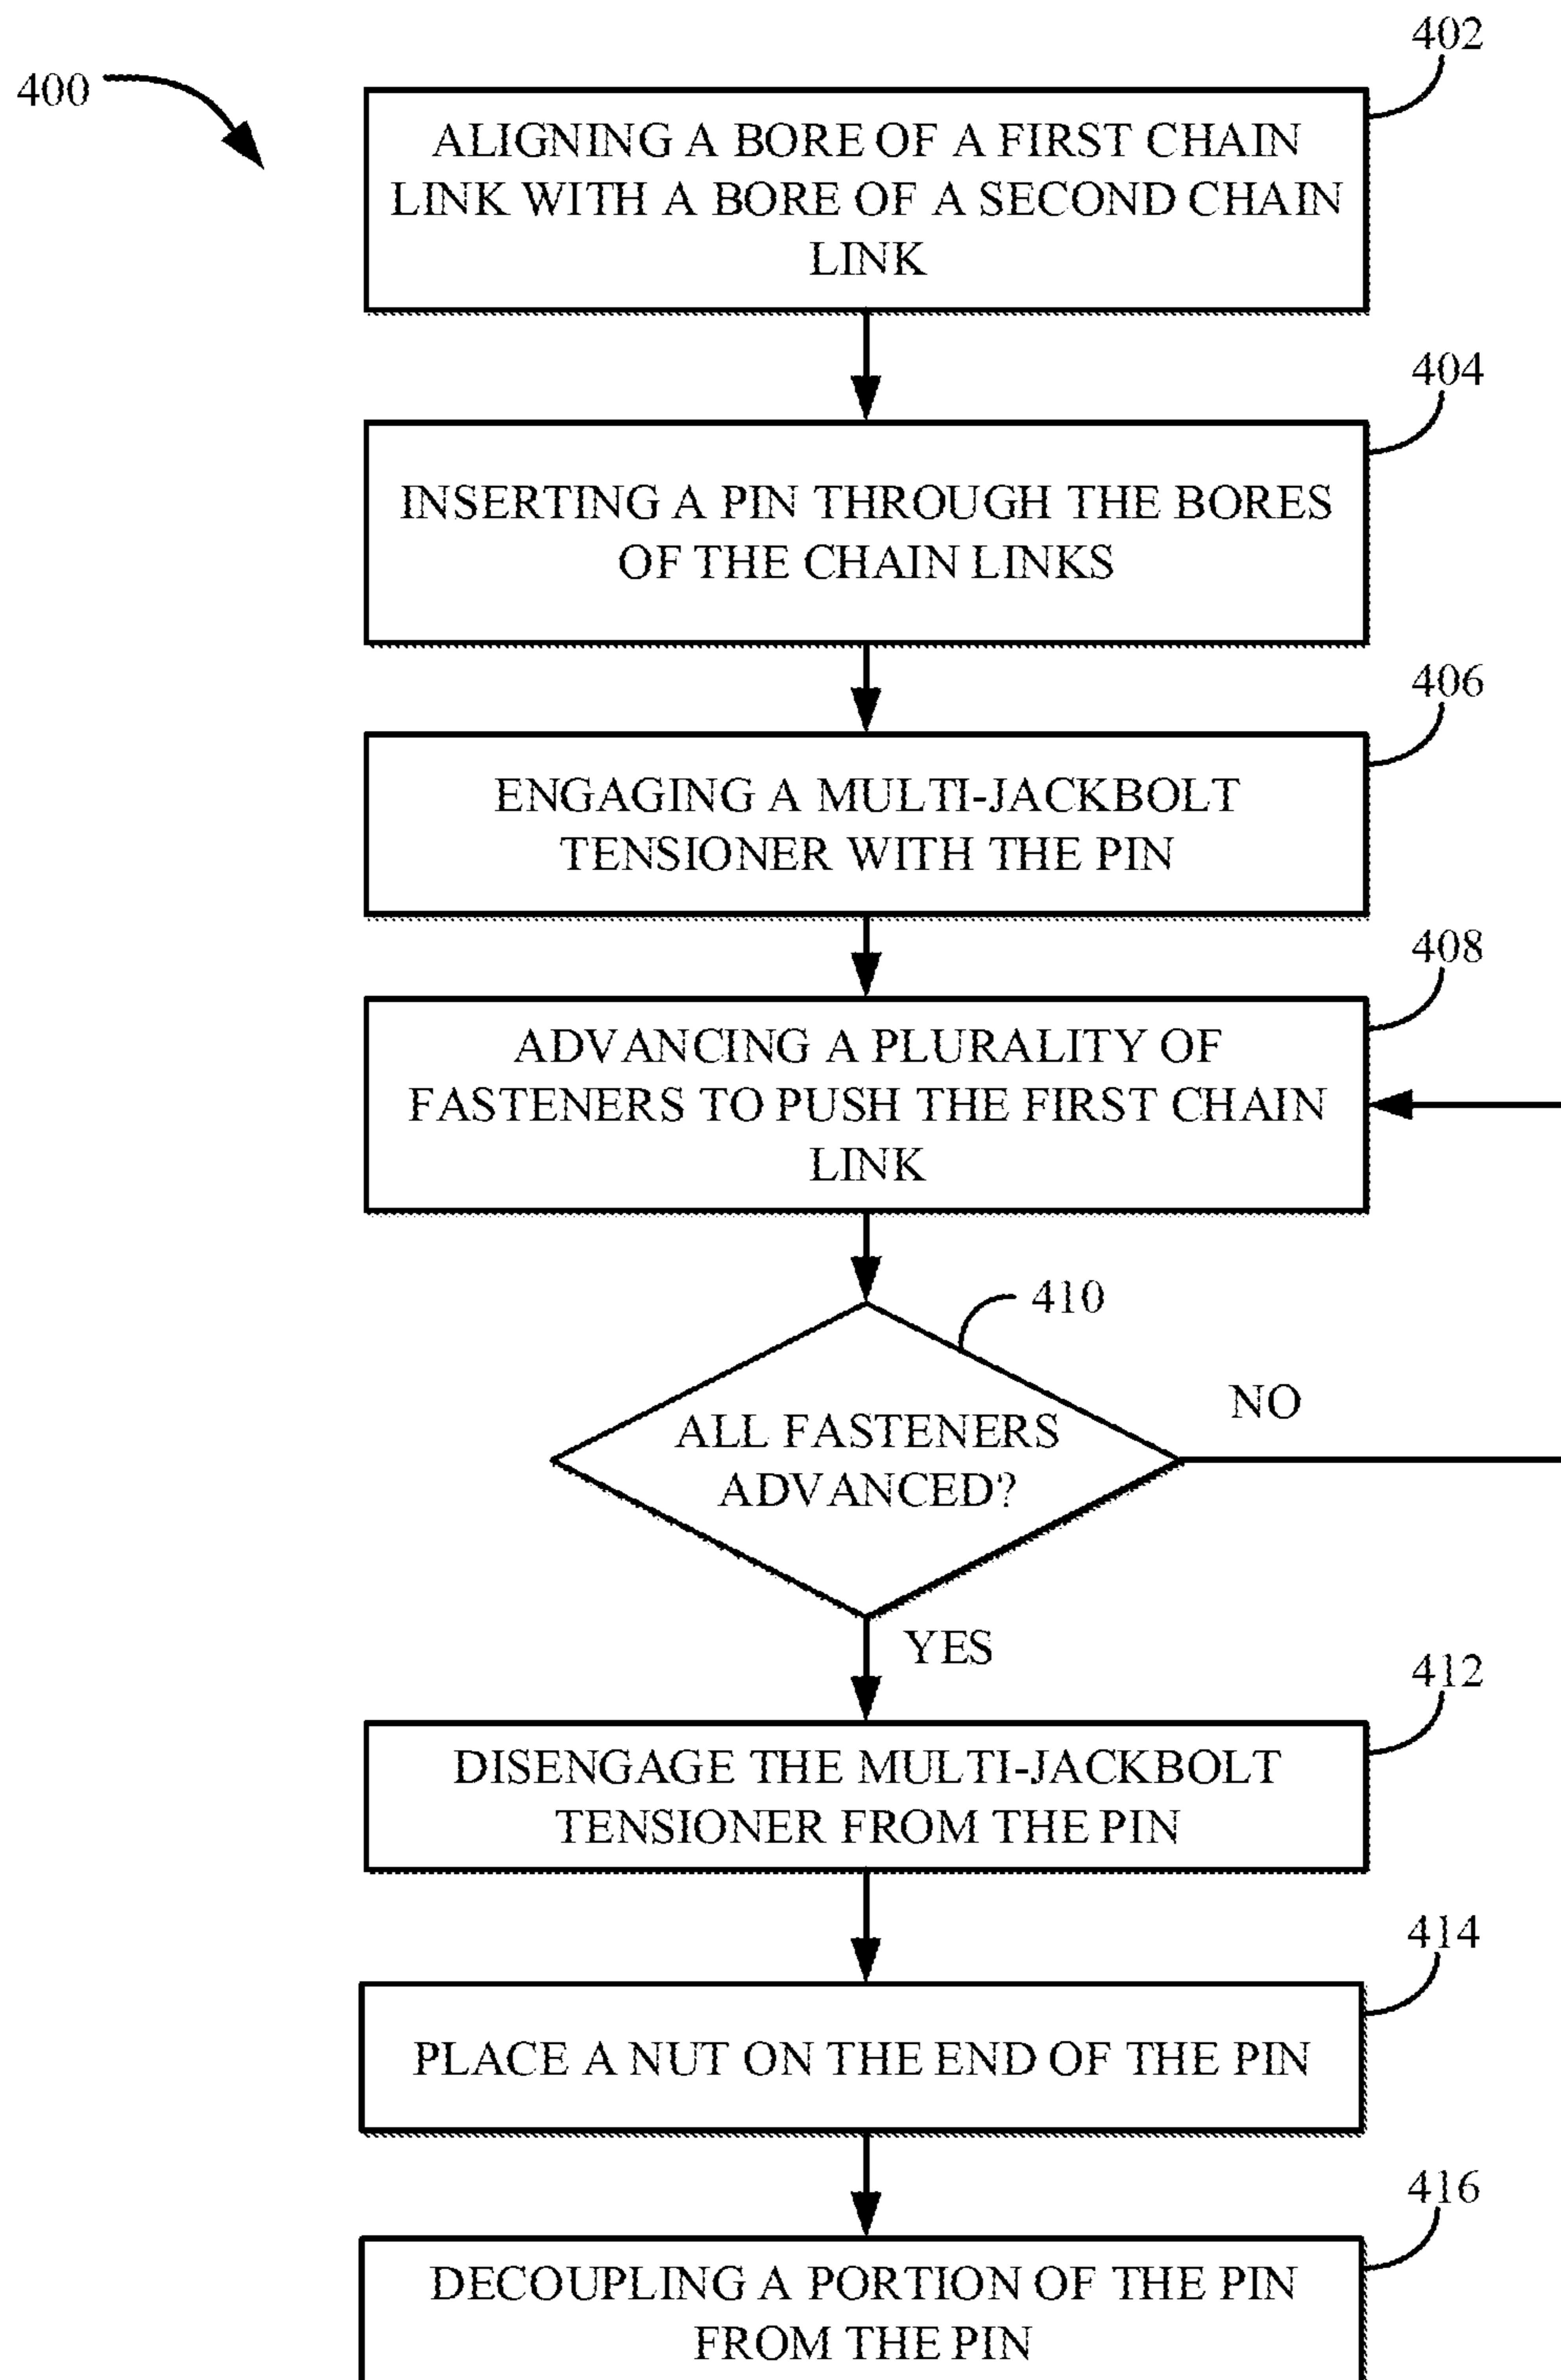 402
400
ALIGNING A BORE OF A FIRST CHAIN
LINK WITH A BORE OF A SECOND CHAIN
LINK
404
INSERTING A PIN THROUGH THE BORES
OF THE CHAIN LINKS
406
ENGAGING A MULTI-JACKBOLT
TENSIONER WITH THE PIN
408
ADVANCING A PLURALITY OF
FASTENERS TO PUSH THE FIRST CHAIN
LINK
410
NO
ALL FASTENERS
ADVANCED?
YES
412
DISENGAGE THE MULTI-JACKBOLT
TENSIONER FROM THE PIN
414
PLACE A NUT ON THE END OF THE PIN
416
DECOUPLING A PORTION OF THE PIN
FROM THE PIN